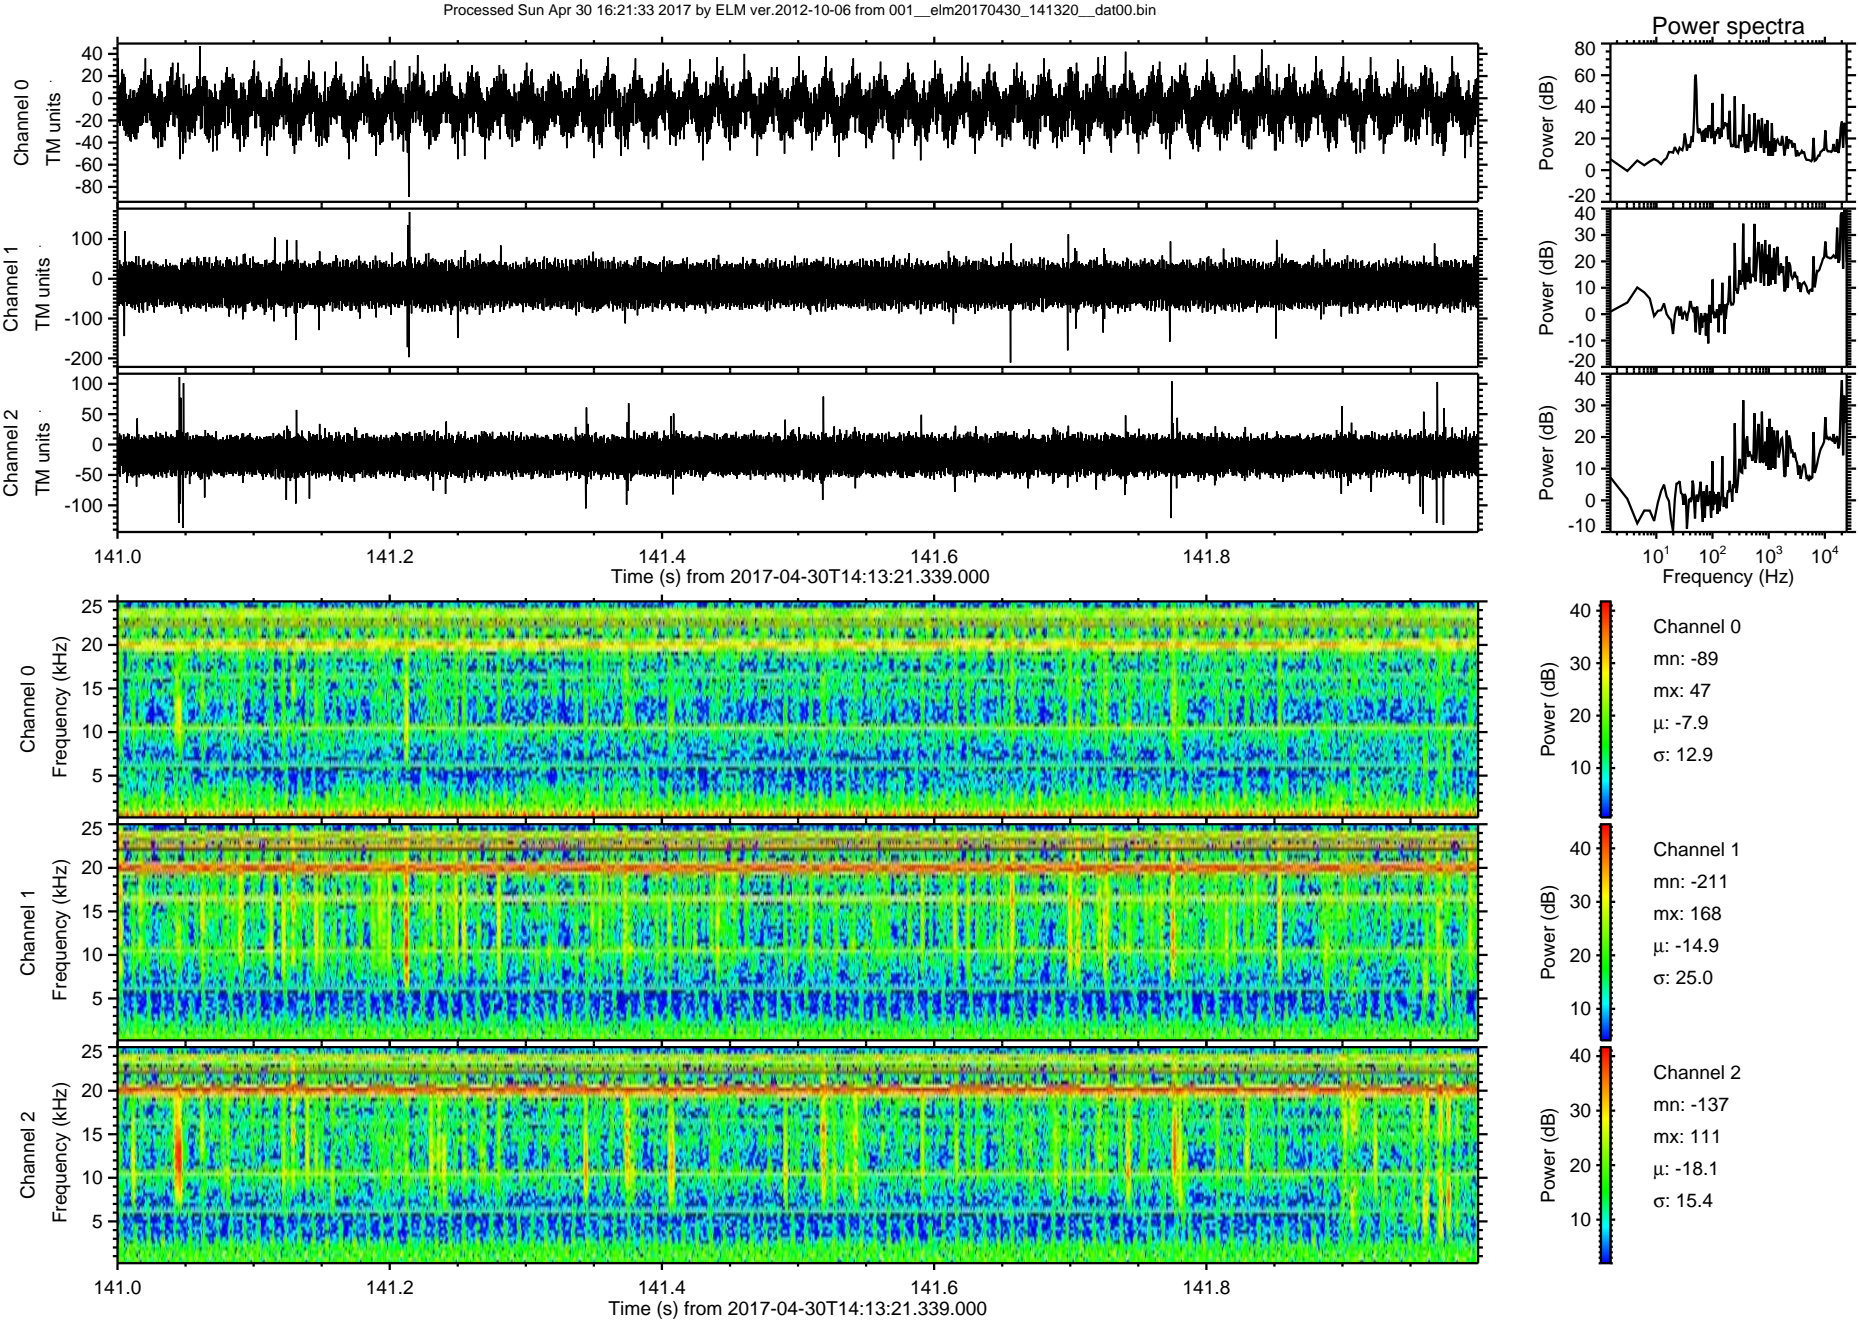 Processed Sun Apr 30 16:21:33 2017 by ELM ver.2012-10-06 from 001__elm20170430_141320__dat00.bin
Power spectra
Channel 0
TM units
40
20
0
-20
-40
-60
-80
Power (dB)
80
60
40
20
0
-20
Channel 1
TM units
100
0
-100
-200
Power (dB)
40
30
20
10
0
-10
-20
Channel 2
TM units
100
50
0
-50
-100
Power (dB)
40
30
20
10
0
-10
141.0 141.2 141.4 141.6 141.8
Time (s) from 2017-04-30T14:13:21.339.000
10^1 10^2 10^3 10^4
Frequency (Hz)
Channel 0
Frequency (kHz)
25
20
15
10
5
Power (dB)
40
30
20
10
Channel 0
mn: -89
mx: 47
μ: -7.9
σ: 12.9
Channel 1
Frequency (kHz)
25
20
15
10
5
Power (dB)
40
30
20
10
Channel 1
mn: -211
mx: 168
μ: -14.9
σ: 25.0
Channel 2
Frequency (kHz)
25
20
15
10
5
Power (dB)
40
30
20
10
Channel 2
mn: -137
mx: 111
μ: -18.1
σ: 15.4
141.0 141.2 141.4 141.6 141.8
Time (s) from 2017-04-30T14:13:21.339.000